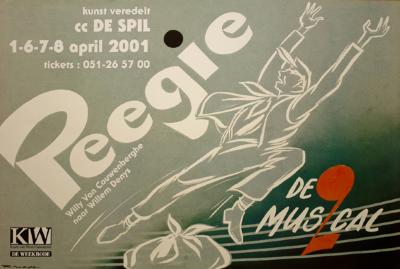 kunst veredelt
cc DE SPIL
1-6-7-8 april 2001
tickets : 051-26 57 00
Peegie
Willy Van Couwenberghe
naar Willem Denys
DE 2
MUSICAL
KW
DE WEEKBODE